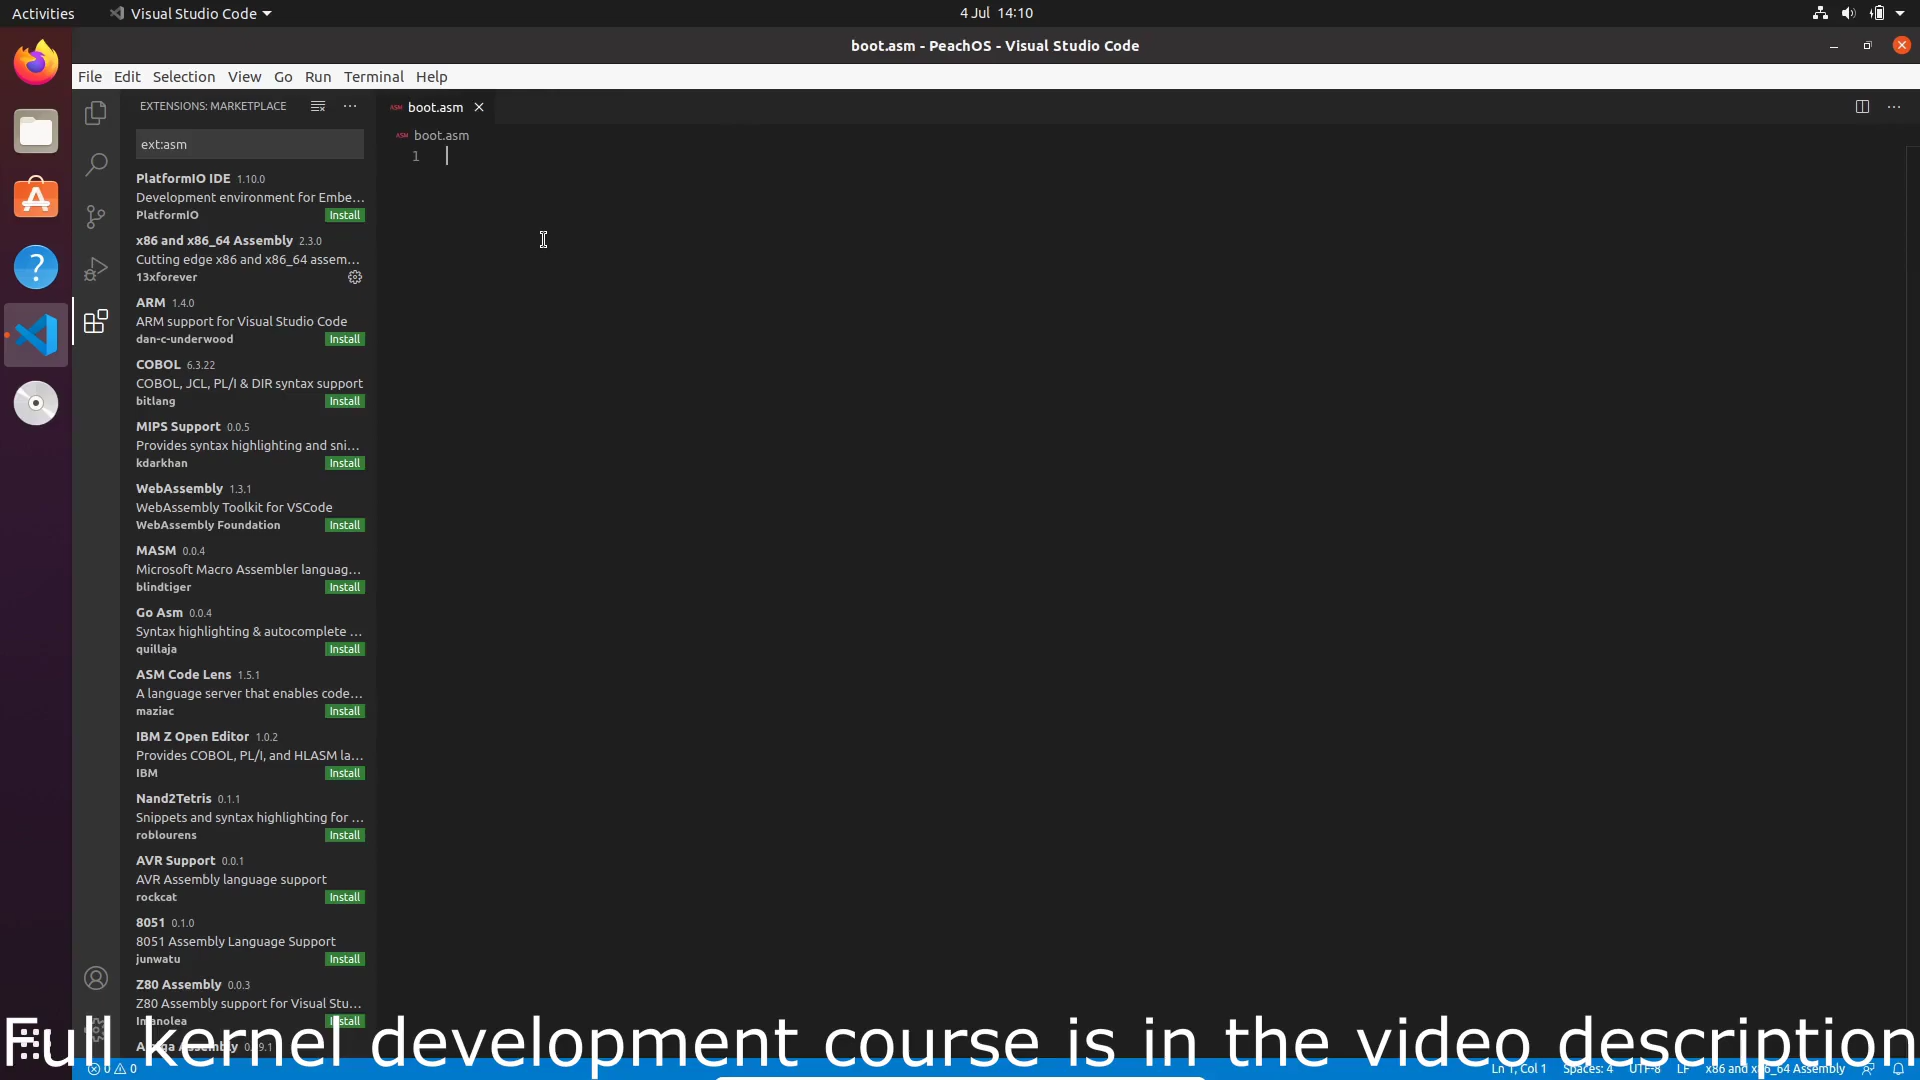 Activities
Visual Studio Code
4 Jul 14:10
boot.asm - PeachOS - Visual Studio Code
File Edit Selection View Go Run Terminal Help
EXTENSIONS: MARKETPLACE
ext:asm
PlatformIO IDE 1.10.0
Development environment for Embe...
PlatformIO Install
x86 and x86_64 Assembly 2.3.0
Cutting edge x86 and x86_64 assem...
13xforever
ARM 1.4.0
ARM support for Visual Studio Code
dan-c-underwood Install
COBOL 6.3.22
COBOL, JCL, PL/I & DIR syntax support
bitlang Install
MIPS Support 0.0.5
Provides syntax highlighting and sni...
kdarkhan Install
WebAssembly 1.3.1
WebAssembly Toolkit for VSCode
WebAssembly Foundation Install
MASM 0.0.4
Microsoft Macro Assembler languag...
blindtiger Install
Go Asm 0.0.4
Syntax highlighting & autocomplete ...
quillaja Install
ASM Code Lens 1.5.1
A language server that enables code...
maziac Install
IBM Z Open Editor 1.0.2
Provides COBOL, PL/I, and HLASM la...
IBM Install
Nand2Tetris 0.1.1
Snippets and syntax highlighting for ...
roblourens Install
AVR Support 0.0.1
AVR Assembly language support
rockcat Install
8051 0.1.0
8051 Assembly Language Support
junwatu Install
Z80 Assembly 0.0.3
Z80 Assembly support for Visual Stu...
Imanolea Install
ASM boot.asm
ASM boot.asm
1
Full kernel development course is in the video description
0 0
Ln 1, Col 1 Spaces: 4 UTF-8 LF x86 and x86_64 Assembly